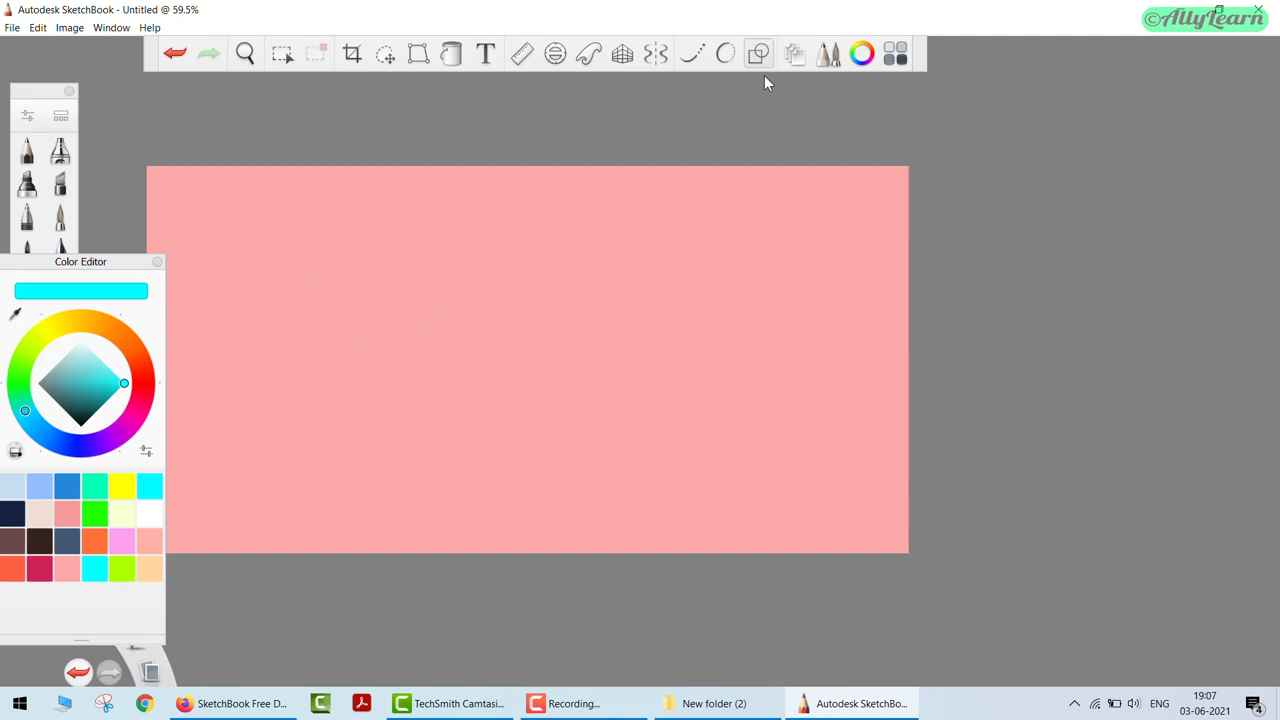 Autodesk SketchBook - Untitled @ 59.5%
©AllyLearn
File Edit Image Window Help
T
Color Editor
SketchBook Free D...
TechSmith Camtasi...
Recording...
New folder (2)
Autodesk SketchBo...
ENG
19:07
03-06-2021
4